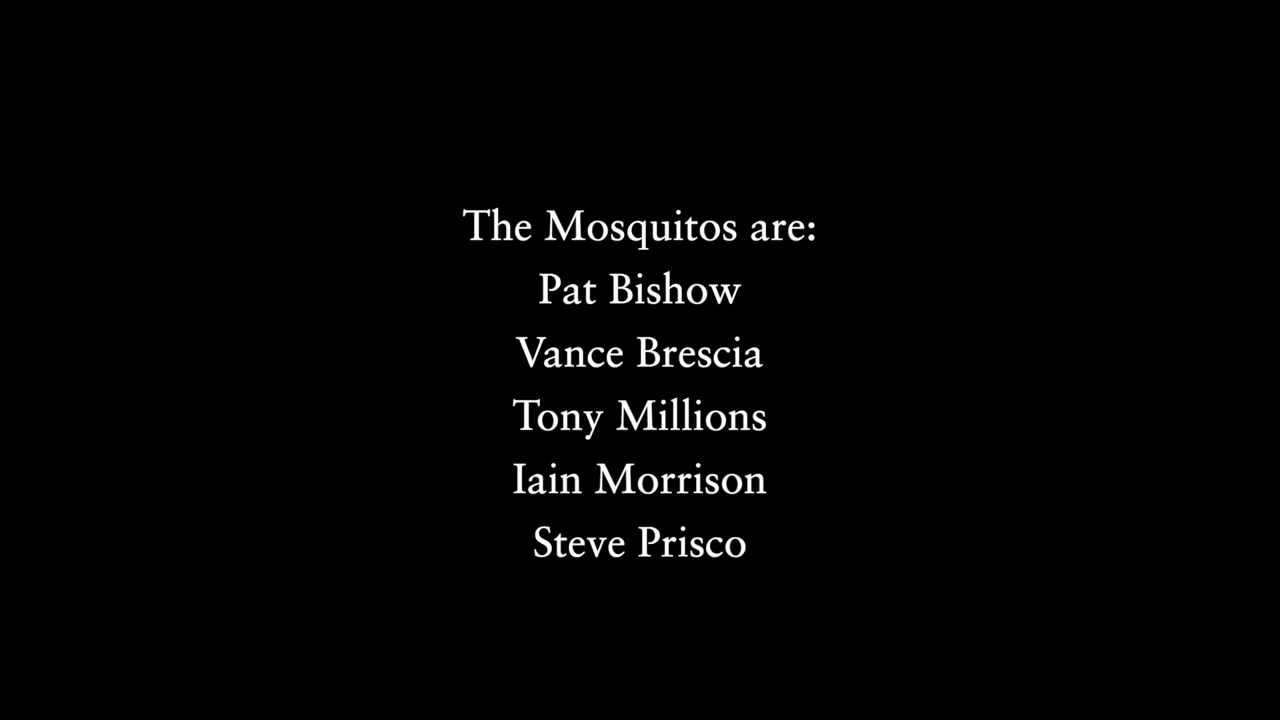 The Mosquitos are:
Pat Bishow
Vance Brescia
Tony Millions
Iain Morrison
Steve Prisco